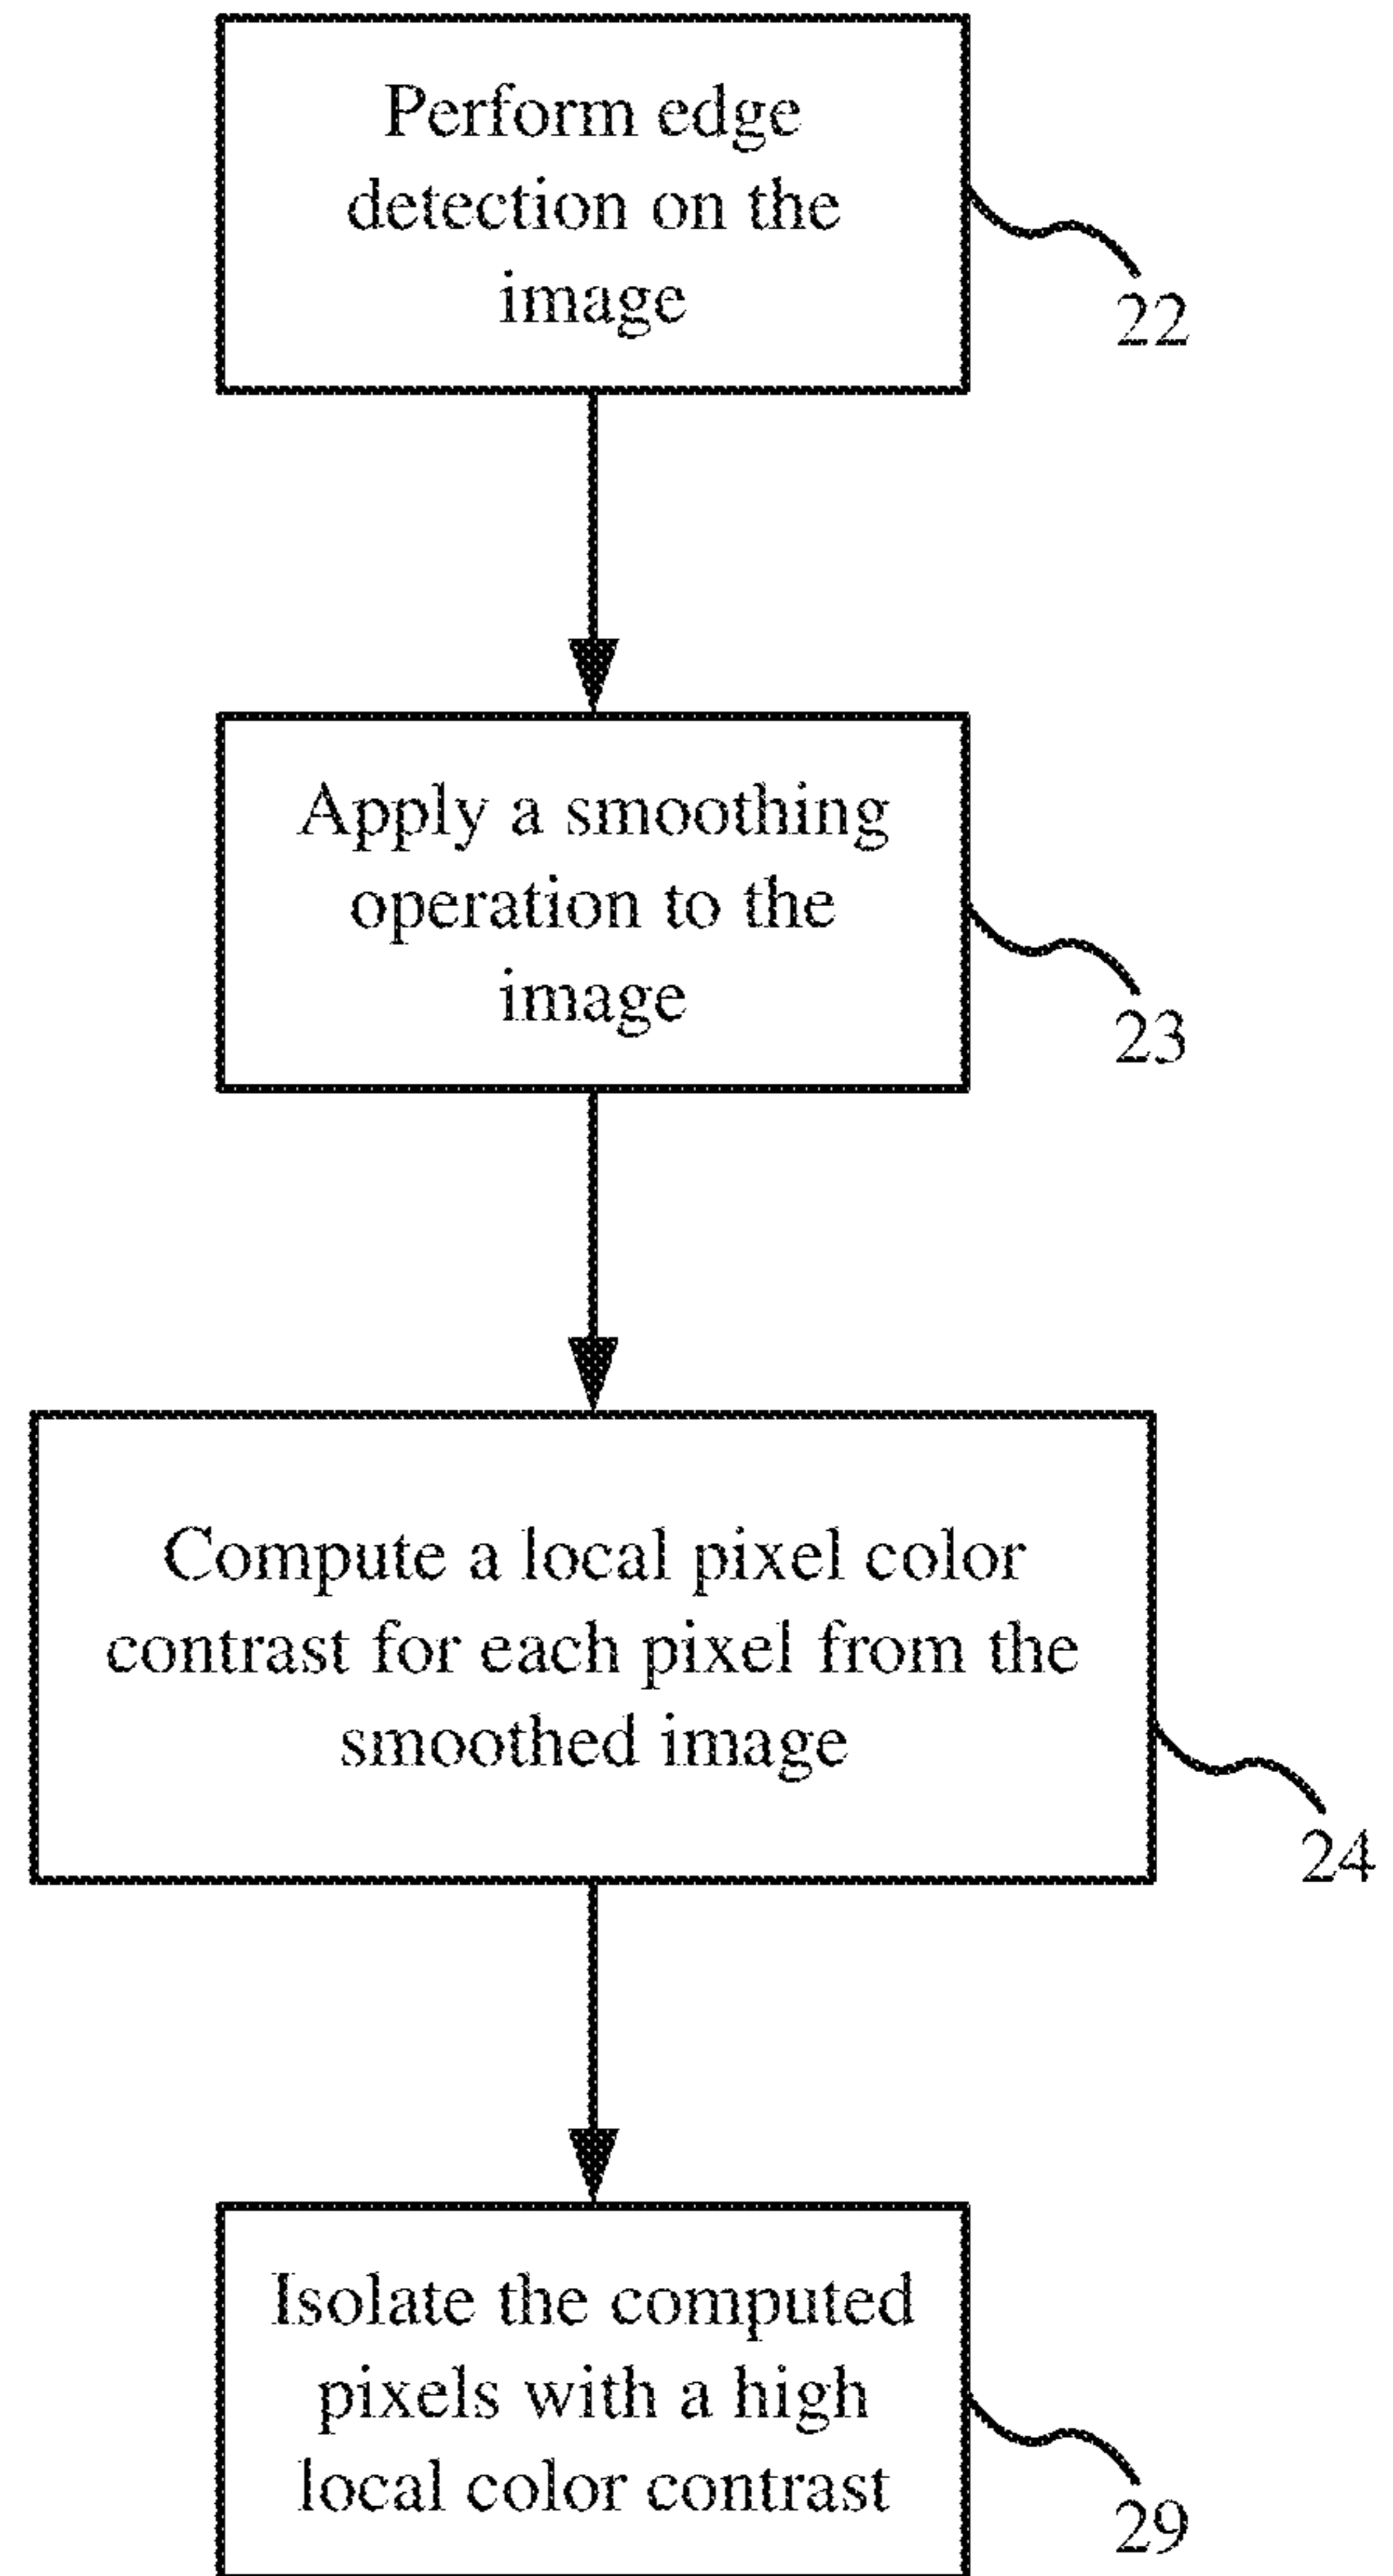 Perform edge
detection on the
image
22
Apply a smoothing
operation to the
image
23
Compute a local pixel color
contrast for each pixel from the
smoothed image
24
Isolate the computed
pixels with a high
local color contrast
29